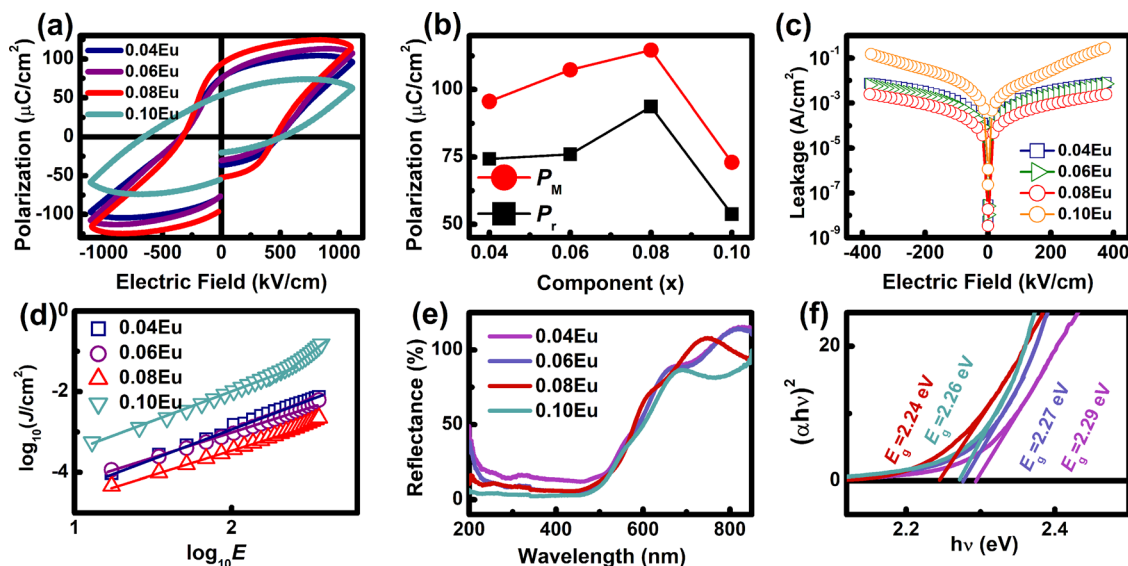 (a)
0.04Eu
0.06Eu
0.08Eu
0.10Eu
Polarization (μC/cm²)
100
50
0
-50
-100
-1000 -500 0 500 1000
Electric Field (kV/cm)
(b)
Polarization (μC/cm²)
125
100
75
50
P_M
P_r
0.04 0.06 0.08 0.10
Component (x)
(c)
Leakage (A/cm²)
10⁻¹
10⁻³
10⁻⁵
10⁻⁷
10⁻⁹
0.04Eu
0.06Eu
0.08Eu
0.10Eu
-400 -200 0 200 400
Electric Field (kV/cm)
(d)
0.04Eu
0.06Eu
0.08Eu
0.10Eu
log₁₀(J/cm²)
0
-2
-4
1 2
log₁₀E
(e)
0.04Eu
0.06Eu
0.08Eu
0.10Eu
Reflectance (%)
100
50
0
200 400 600 800
Wavelength (nm)
(f)
(αhν)²
20
0
E_g=2.24 eV
E_g=2.26 eV
E_g=2.27 eV
E_g=2.29 eV
2.2 2.4
hν (eV)